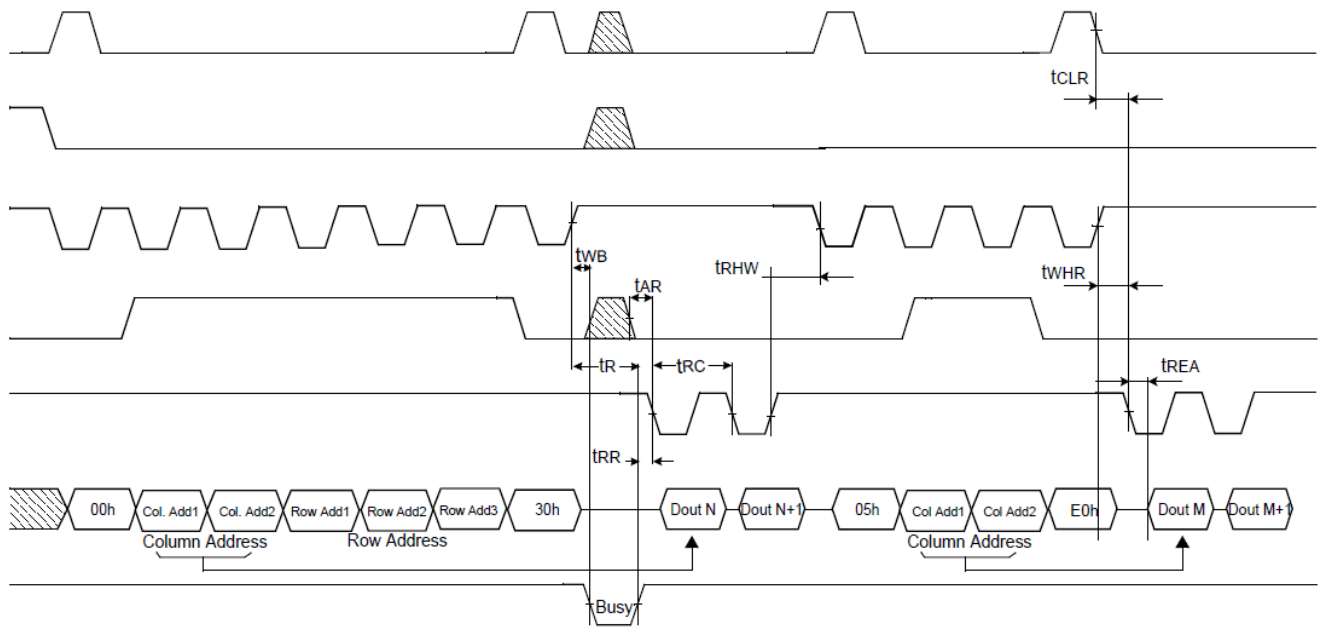 tCLR
tWB
tAR
tRHW
tWHR
tR
tRC
tREA
tRR
00h
Col. Add1
Col. Add2
Row Add1
Row Add2
Row Add3
30h
Dout N
Dout N+1
05h
Col Add1
Col Add2
E0h
Dout M
Dout M+1
Column Address
Row Address
Column Address
Busy